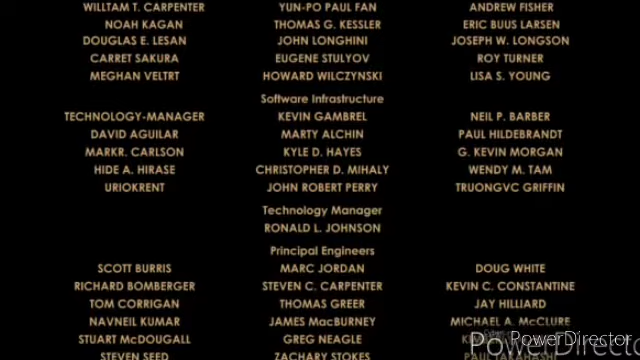 WILLTAM T. CARPENTER YUN-PO PAUL FAN ANDREW FISHER
NOAH KAGAN THOMAS G. KESSLER ERIC BUUS LARSEN
DOUGLAS E. LESAN JOHN LONGHINI JOSEPH W. LONGSON
CARRET SAKURA EUGENE STULYOV ROY TURNER
MEGHAN VELTRT HOWARD WILCZYNSKI LISA S. YOUNG
Software Infrastructure
TECHNOLOGY-MANAGER KEVIN GAMBREL NEIL P. BARBER
DAVID AGUILAR MARTY ALCHIN PAUL HILDEBRANDT
MARKR. CARLSON KYLE D. HAYES G. KEVIN MORGAN
HIDE A. HIRASE CHRISTOPHER D. MIHALY WENDY M. TAM
URIOKRENT JOHN ROBERT PERRY TRUONGVC GRIFFIN
Technology Manager
RONALD L. JOHNSON
Principal Engineers
SCOTT BURRIS MARC JORDAN DOUG WHITE
RICHARD BOMBERGER STEVEN C. CARPENTER KEVIN C. CONSTANTINE
TOM CORRIGAN THOMAS GREER JAY HILLIARD
NAVNEIL KUMAR JAMES MacBURNEY MICHAEL A. McCLURE
STUART McDOUGALL GREG NEAGLE
STEVEN SEED ZACHARY STOKES
PowerDirector
PowerDirect